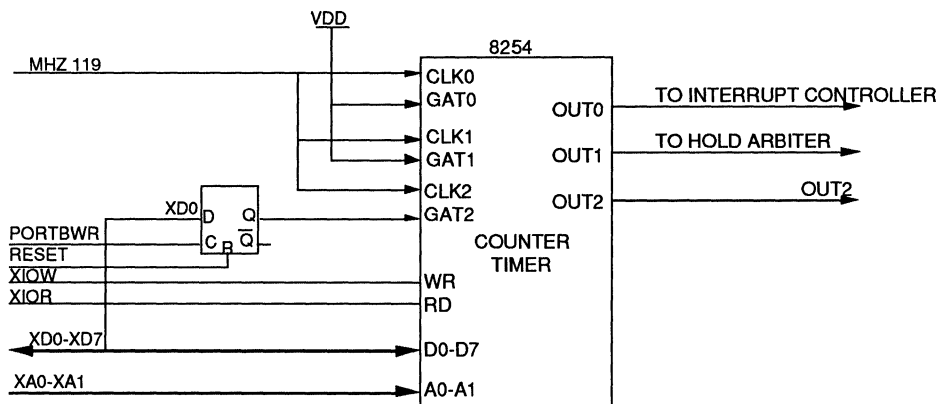 VDD
8254
MHZ 119
CLK0
GAT0
CLK1
GAT1
CLK2
GAT2
OUT0
TO INTERRUPT CONTROLLER
OUT1
TO HOLD ARBITER
OUT2
OUT2
XD0
D
Q
C
Q
R
PORTBWR
RESET
XIOW
XIOR
COUNTER
TIMER
WR
RD
XD0-XD7
D0-D7
XA0-XA1
A0-A1